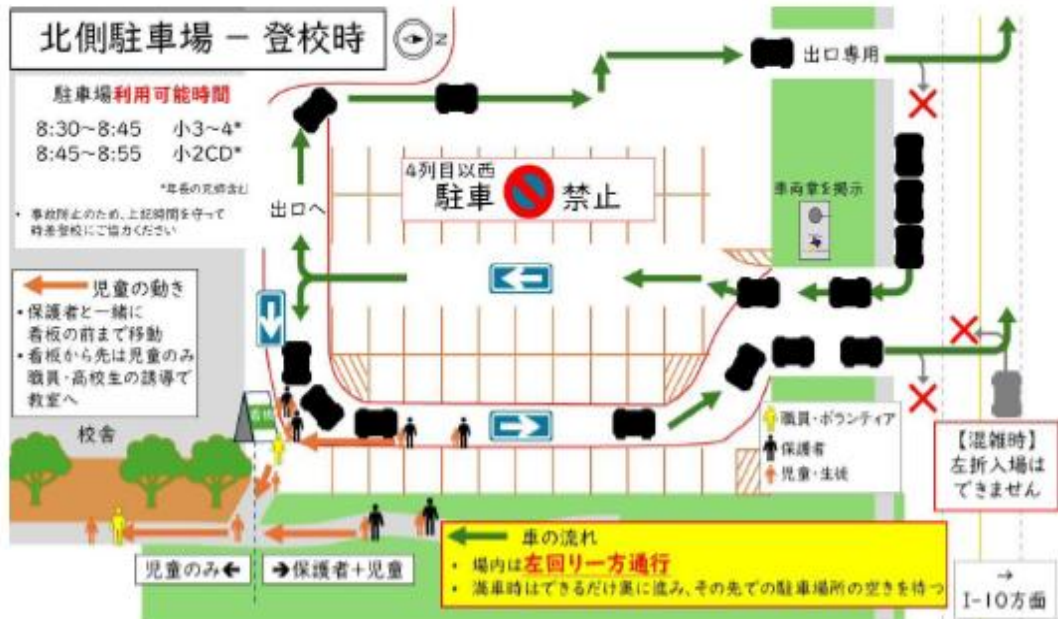 北側駐車場 － 登校時
N
駐車場利用可能時間
8:30～8:45 小3～4*
8:45～8:55 小2CD*
*年長の兄姉含む
• 事故防止のため、上記時間を守って
時差登校にご協力ください
児童の動き
•保護者と一緒に
看板の前まで移動
•看板から先は児童のみ
職員・高校生の誘導で
教室へ
校舎
出口へ
4列目以西
駐車 禁止
出口専用
車両章を掲示
看板
職員・ボランティア
保護者
児童・生徒
【混雑時】
左折入場は
できません
児童のみ←
→保護者+児童
車の流れ
• 場内は左回り一方通行
• 満車時はできるだけ奥に進み、その先での駐車場所の空きを待つ
→
I-10方面